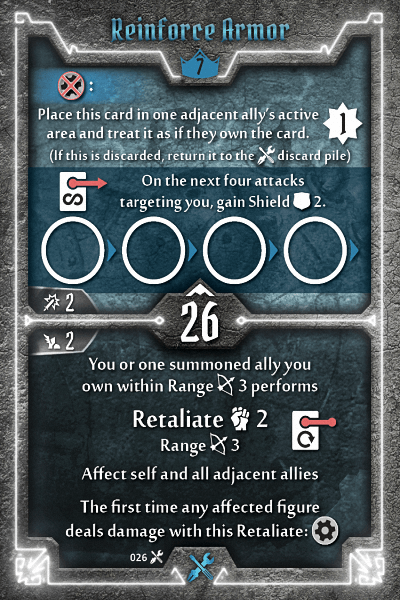 Reinforce Armor
7
:
Place this card in one adjacent ally's active
area and treat it as if they own the card.
1
(If this is discarded, return it to the discard pile)
On the next four attacks
targeting you, gain Shield 2.
2
26
2
You or one summoned ally you
own within Range 3 performs
Retaliate 2
Range 3
Affect self and all adjacent allies
The first time any affected figure
deals damage with this Retaliate:
026